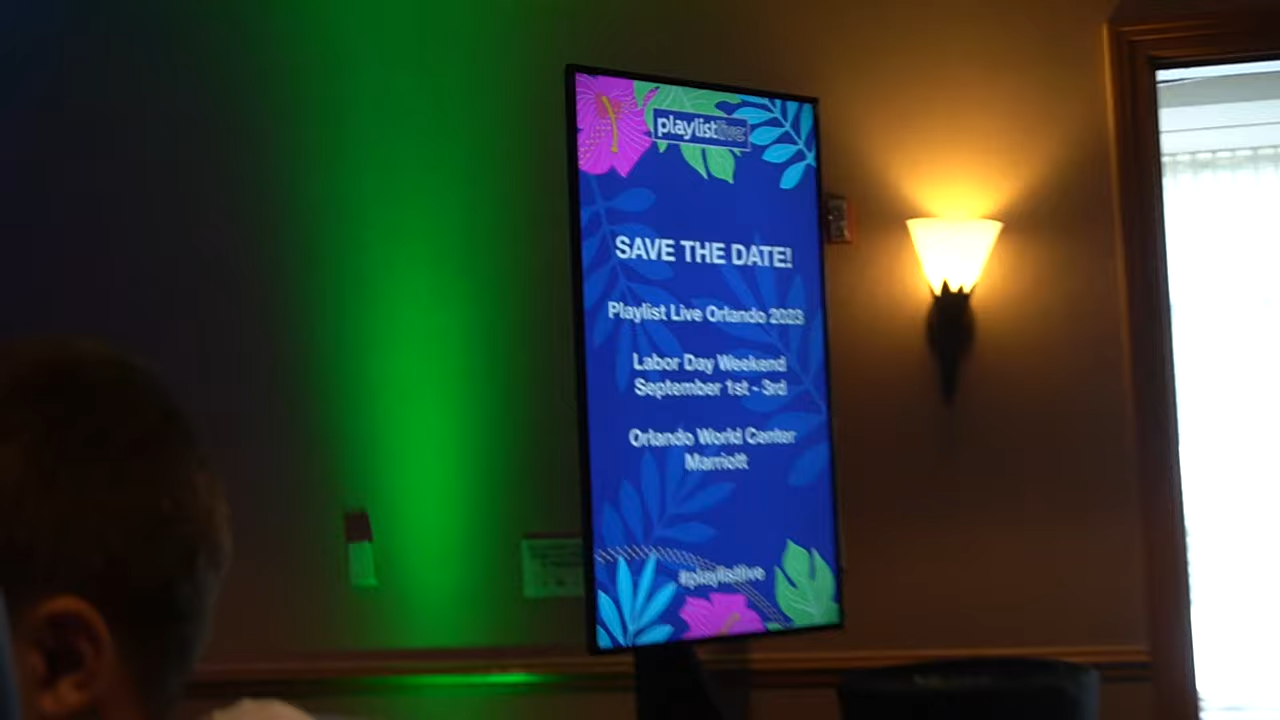 playlistlive
SAVE THE DATE!
Playlist Live Orlando 2023
Labor Day Weekend
September 1st - 3rd
Orlando World Center
Marriott
#playlistlive